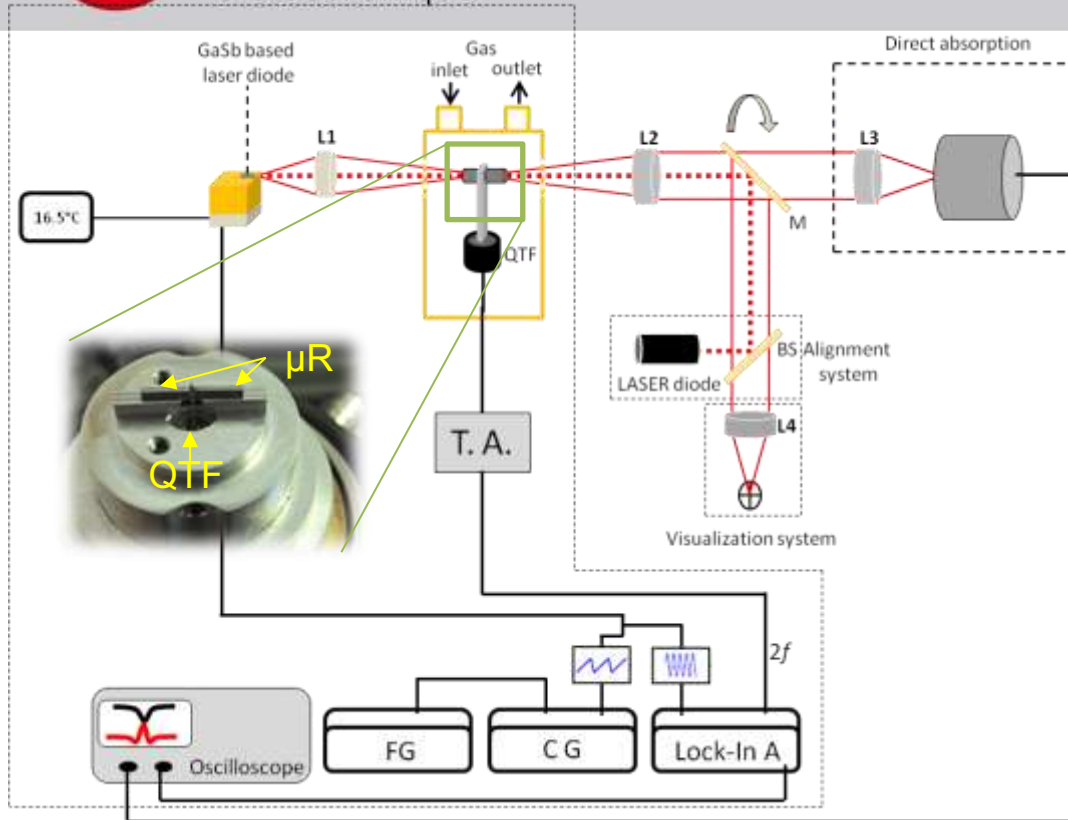 GaSb based
laser diode
Gas
inlet
outlet
Direct absorption
L1
L2
L3
16.5°C
M
QTF
µR
QTF
T. A.
LASER diode
BS Alignment
system
L4
Visualization system
2f
Oscilloscope
FG
C G
Lock-In A